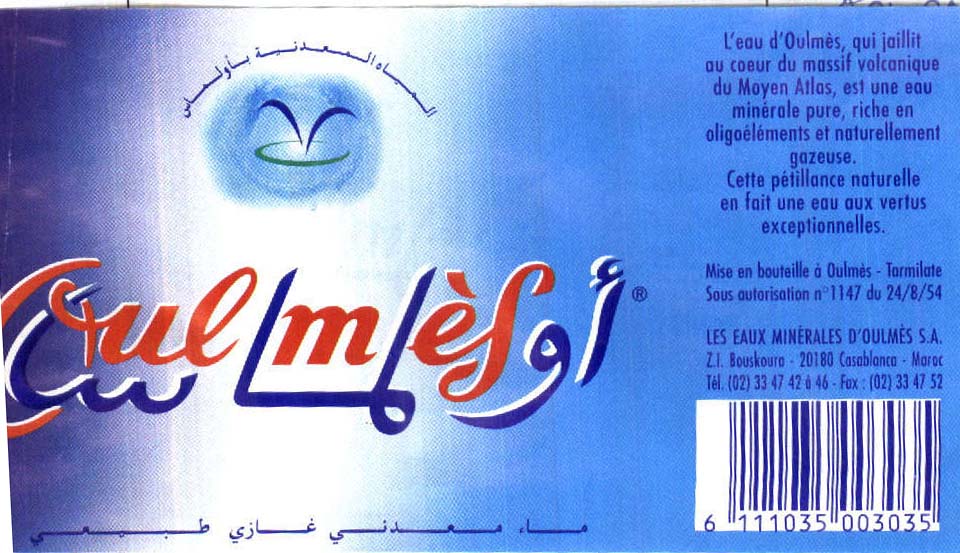 المياه المعدنية بأولماس
Oulmès
أولماس ®
ماء معدني غازي طبيعي
L'eau d'Oulmès, qui jaillit
au coeur du massif volcanique
du Moyen Atlas, est une eau
minérale pure, riche en
oligoéléments et naturellement
gazeuse.
Cette pétillance naturelle
en fait une eau aux vertus
exceptionnelles.
Mise en bouteille à Oulmès - Tarmilate
Sous autorisation n°1147 du 24/8/54
LES EAUX MINÉRALES D'OULMÈS S.A.
Z.I. Bouskoura - 20180 Casablanca - Maroc
Tél. (02) 33 47 42 à 46 - Fax : (02) 33 47 52
6 111035 003035